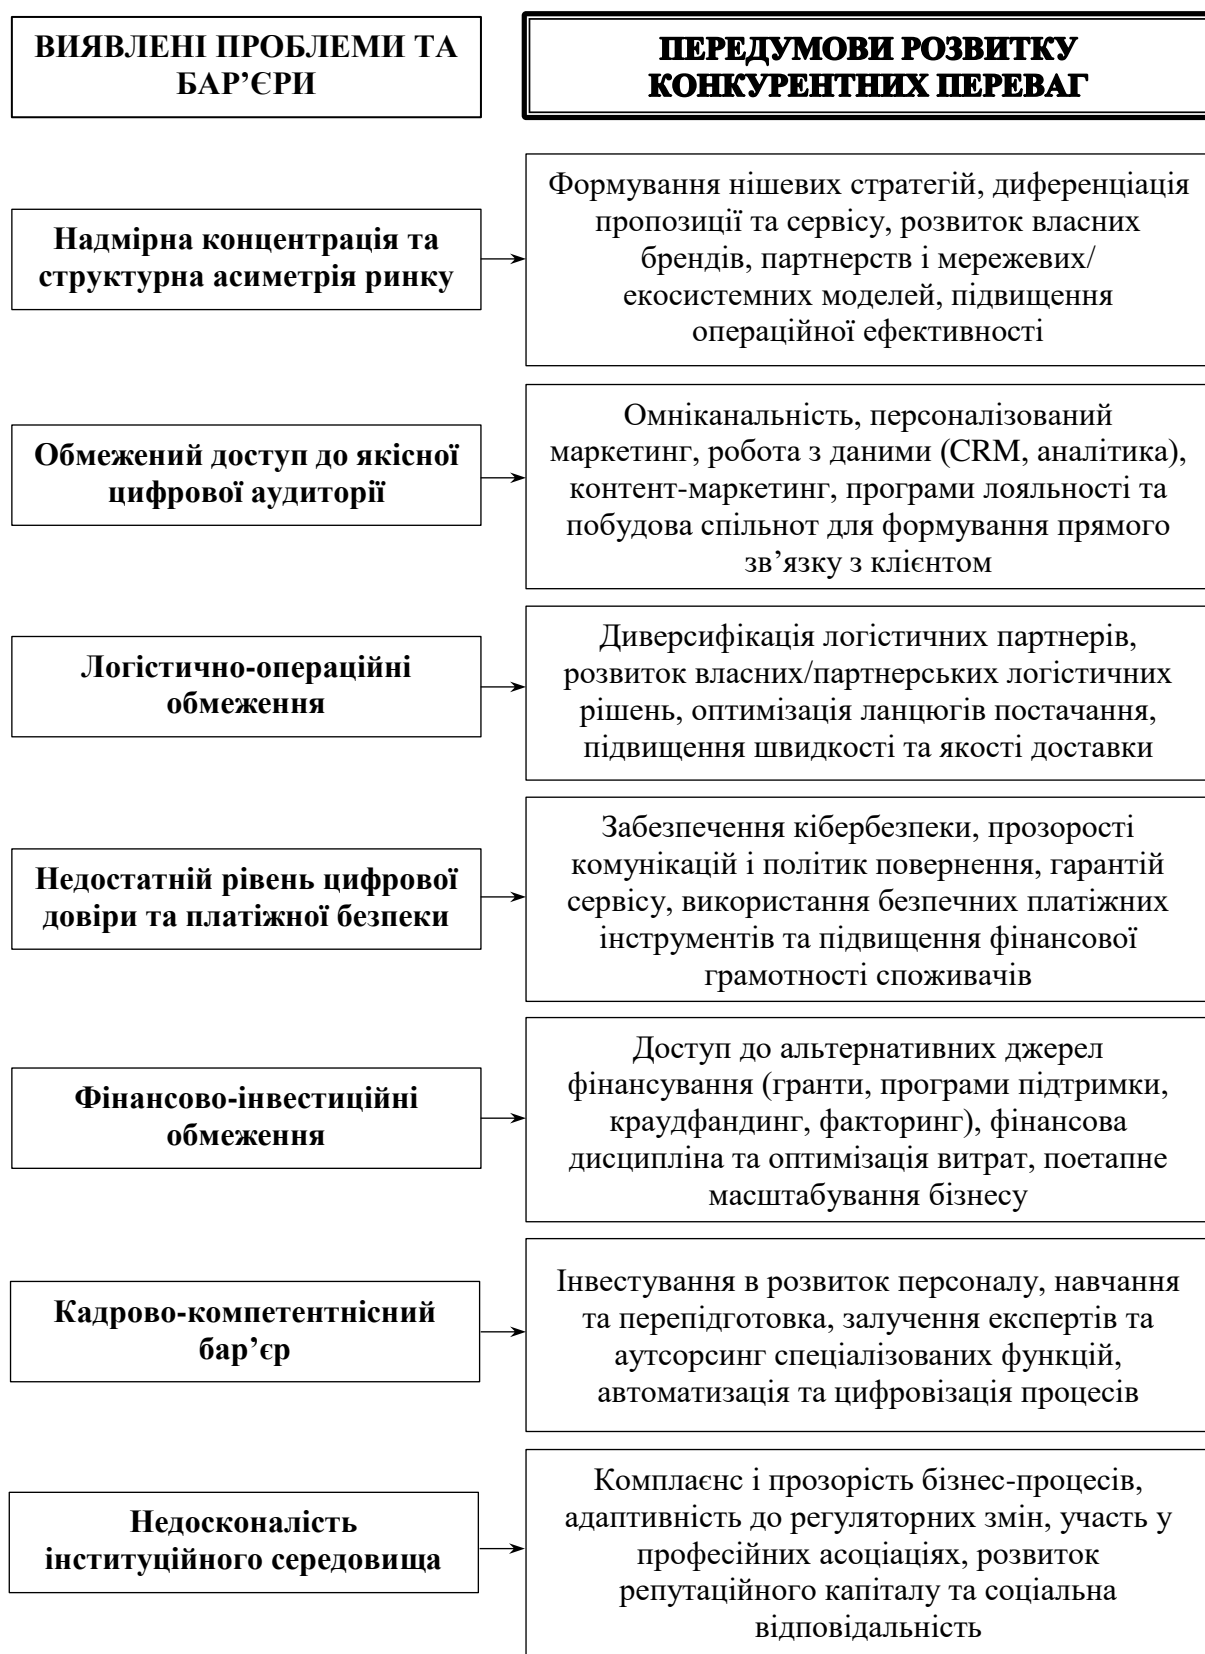 ВИЯВЛЕНІ ПРОБЛЕМИ ТА
БАР’ЄРИ
ПЕРЕДУМОВИ РОЗВИТКУ
КОНКУРЕНТНИХ ПЕРЕВАГ
Надмірна концентрація та
структурна асиметрія ринку
Формування нішевих стратегій, диференціація
пропозиції та сервісу, розвиток власних
брендів, партнерств і мережевих/
екосистемних моделей, підвищення
операційної ефективності
Обмежений доступ до якісної
цифрової аудиторії
Омніканальність, персоналізований
маркетинг, робота з даними (CRM, аналітика),
контент-маркетинг, програми лояльності та
побудова спільнот для формування прямого
зв’язку з клієнтом
Логістично-операційні
обмеження
Диверсифікація логістичних партнерів,
розвиток власних/партнерських логістичних
рішень, оптимізація ланцюгів постачання,
підвищення швидкості та якості доставки
Недостатній рівень цифрової
довіри та платіжної безпеки
Забезпечення кібербезпеки, прозорості
комунікацій і політик повернення, гарантій
сервісу, використання безпечних платіжних
інструментів та підвищення фінансової
грамотності споживачів
Фінансово-інвестиційні
обмеження
Доступ до альтернативних джерел
фінансування (гранти, програми підтримки,
краудфандинг, факторинг), фінансова
дисципліна та оптимізація витрат, поетапне
масштабування бізнесу
Кадрово-компетентнісний
бар’єр
Інвестування в розвиток персоналу, навчання
та перепідготовка, залучення експертів та
аутсорсинг спеціалізованих функцій,
автоматизація та цифровізація процесів
Недосконалість
інституційного середовища
Комплаєнс і прозорість бізнес-процесів,
адаптивність до регуляторних змін, участь у
професійних асоціаціях, розвиток
репутаційного капіталу та соціальна
відповідальність